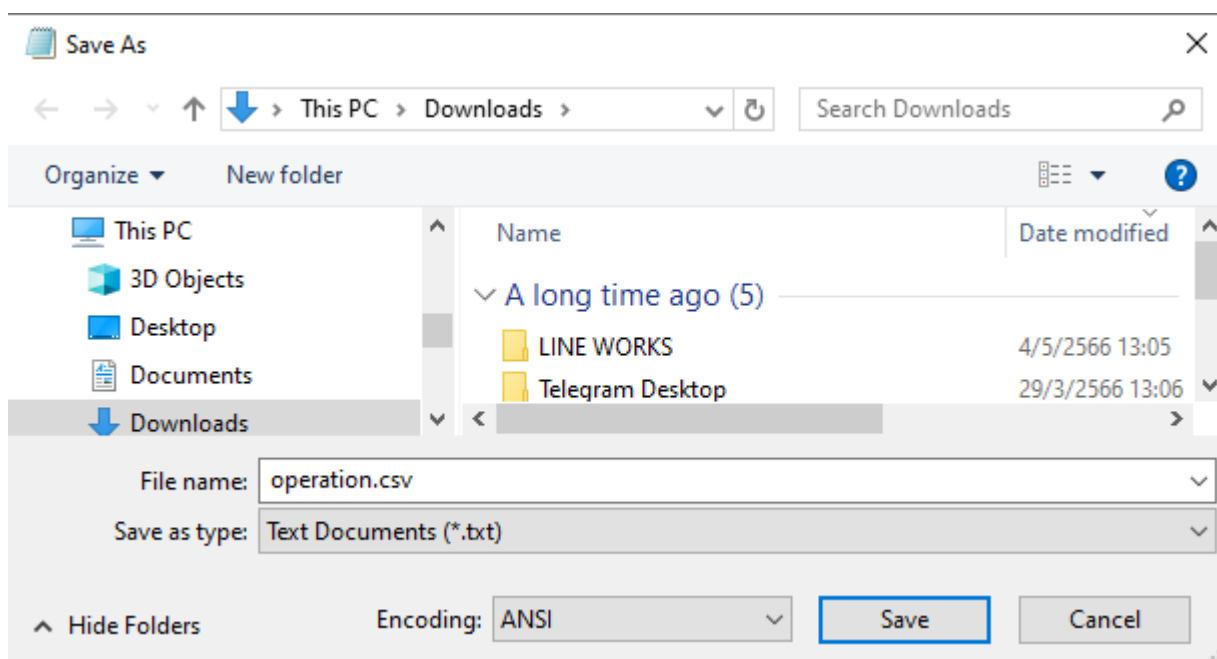 Save As
This PC > Downloads >
Search Downloads
Organize
New folder
This PC
3D Objects
Desktop
Documents
Downloads
Name
Date modified
A long time ago (5)
LINE WORKS
4/5/2566 13:05
Telegram Desktop
29/3/2566 13:06
File name: operation.csv
Save as type: Text Documents (*.txt)
Hide Folders
Encoding: ANSI
Save
Cancel